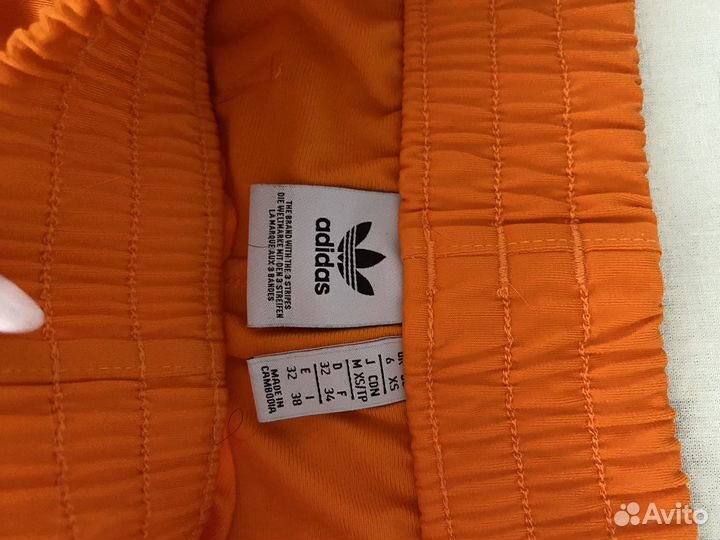 adidas
THE BRAND WITH THE 3 STRIPES
DIE WELTMARKE MIT DEN 3 STREIFEN
LA MARQUE AUX 3 BANDES
6 XS
J CDN
M XS/TP
D F
32 34
E I
32 38
MADE IN
CAMBODIA
Avito